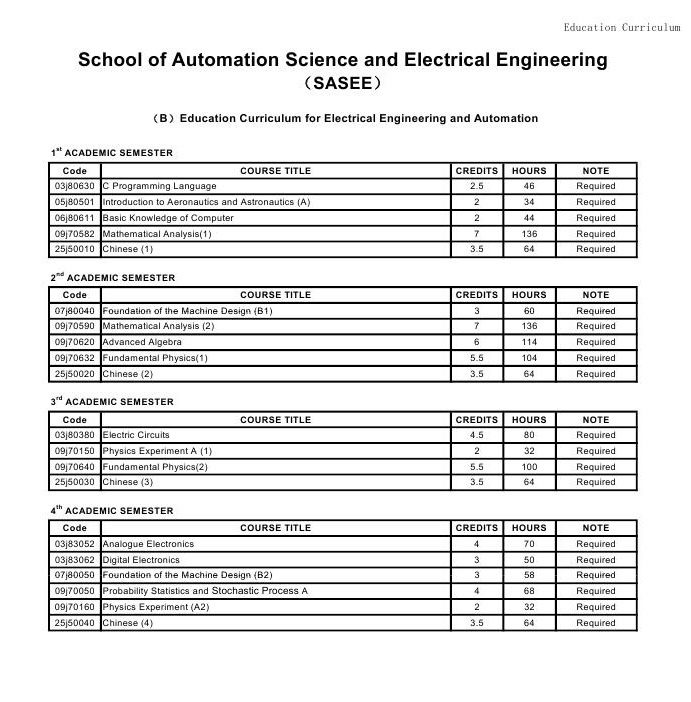 Education Curriculum
School of Automation Science and Electrical Engineering
（SASEE）
（B）Education Curriculum for Electrical Engineering and Automation
1st ACADEMIC SEMESTER
Code COURSE TITLE CREDITS HOURS NOTE
03j80630 C Programming Language 2.5 46 Required
05j80501 Introduction to Aeronautics and Astronautics (A) 2 34 Required
06j80611 Basic Knowledge of Computer 2 44 Required
09j70582 Mathematical Analysis(1) 7 136 Required
25j50010 Chinese (1) 3.5 64 Required
2nd ACADEMIC SEMESTER
Code COURSE TITLE CREDITS HOURS NOTE
07j80040 Foundation of the Machine Design (B1) 3 60 Required
09j70590 Mathematical Analysis (2) 7 136 Required
09j70620 Advanced Algebra 6 114 Required
09j70632 Fundamental Physics(1) 5.5 104 Required
25j50020 Chinese (2) 3.5 64 Required
3rd ACADEMIC SEMESTER
Code COURSE TITLE CREDITS HOURS NOTE
03j80380 Electric Circuits 4.5 80 Required
09j70150 Physics Experiment A (1) 2 32 Required
09j70640 Fundamental Physics(2) 5.5 100 Required
25j50030 Chinese (3) 3.5 64 Required
4th ACADEMIC SEMESTER
Code COURSE TITLE CREDITS HOURS NOTE
03j83052 Analogue Electronics 4 70 Required
03j83062 Digital Electronics 3 50 Required
07j80050 Foundation of the Machine Design (B2) 3 58 Required
09j70050 Probability Statistics and Stochastic Process A 4 68 Required
09j70160 Physics Experiment (A2) 2 32 Required
25j50040 Chinese (4) 3.5 64 Required